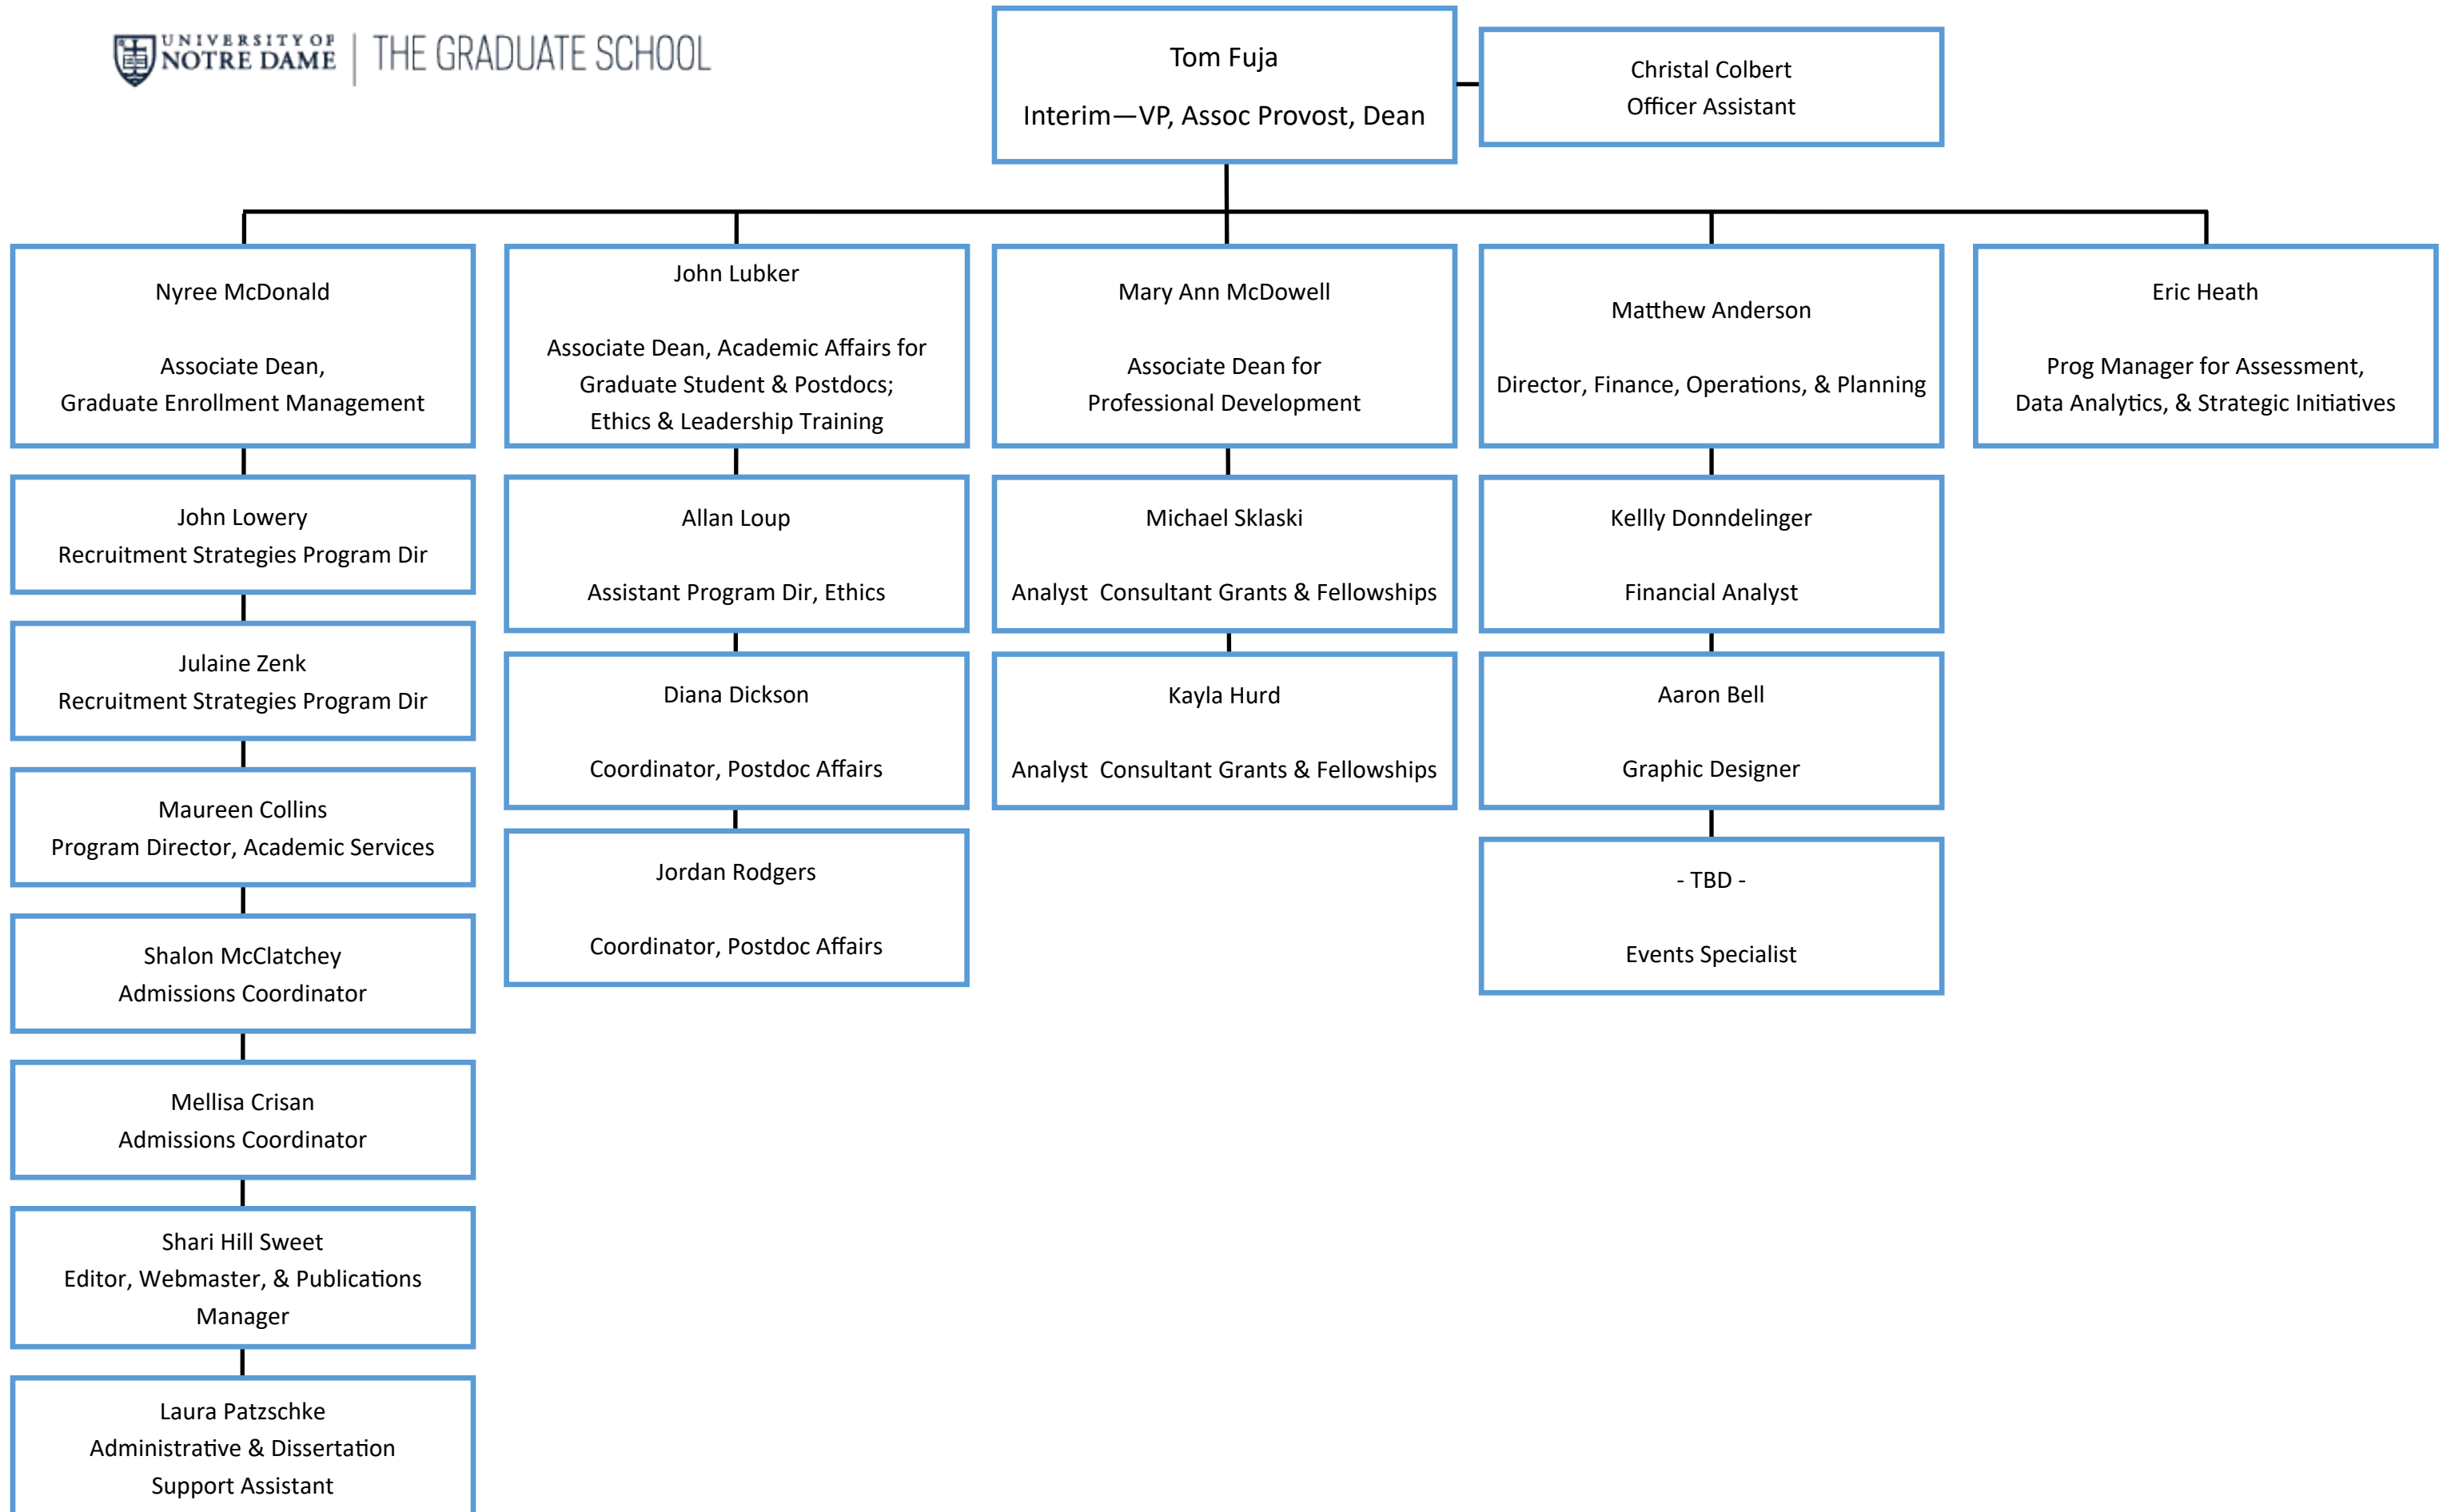 UNIVERSITY OF
NOTRE DAME
THE GRADUATE SCHOOL
Tom Fuja
Interim—VP, Assoc Provost, Dean
Christal Colbert
Officer Assistant
Nyree McDonald
Associate Dean,
Graduate Enrollment Management
John Lowery
Recruitment Strategies Program Dir
Julaine Zenk
Recruitment Strategies Program Dir
Maureen Collins
Program Director, Academic Services
Shalon McClatchey
Admissions Coordinator
Mellisa Crisan
Admissions Coordinator
Shari Hill Sweet
Editor, Webmaster, & Publications
Manager
Laura Patzschke
Administrative & Dissertation
Support Assistant
John Lubker
Associate Dean, Academic Affairs for
Graduate Student & Postdocs;
Ethics & Leadership Training
Allan Loup
Assistant Program Dir, Ethics
Diana Dickson
Coordinator, Postdoc Affairs
Jordan Rodgers
Coordinator, Postdoc Affairs
Mary Ann McDowell
Associate Dean for
Professional Development
Michael Sklaski
Analyst  Consultant Grants & Fellowships
Kayla Hurd
Analyst  Consultant Grants & Fellowships
Matthew Anderson
Director, Finance, Operations, & Planning
Kellly Donndelinger
Financial Analyst
Aaron Bell
Graphic Designer
- TBD -
Events Specialist
Eric Heath
Prog Manager for Assessment,
Data Analytics, & Strategic Initiatives